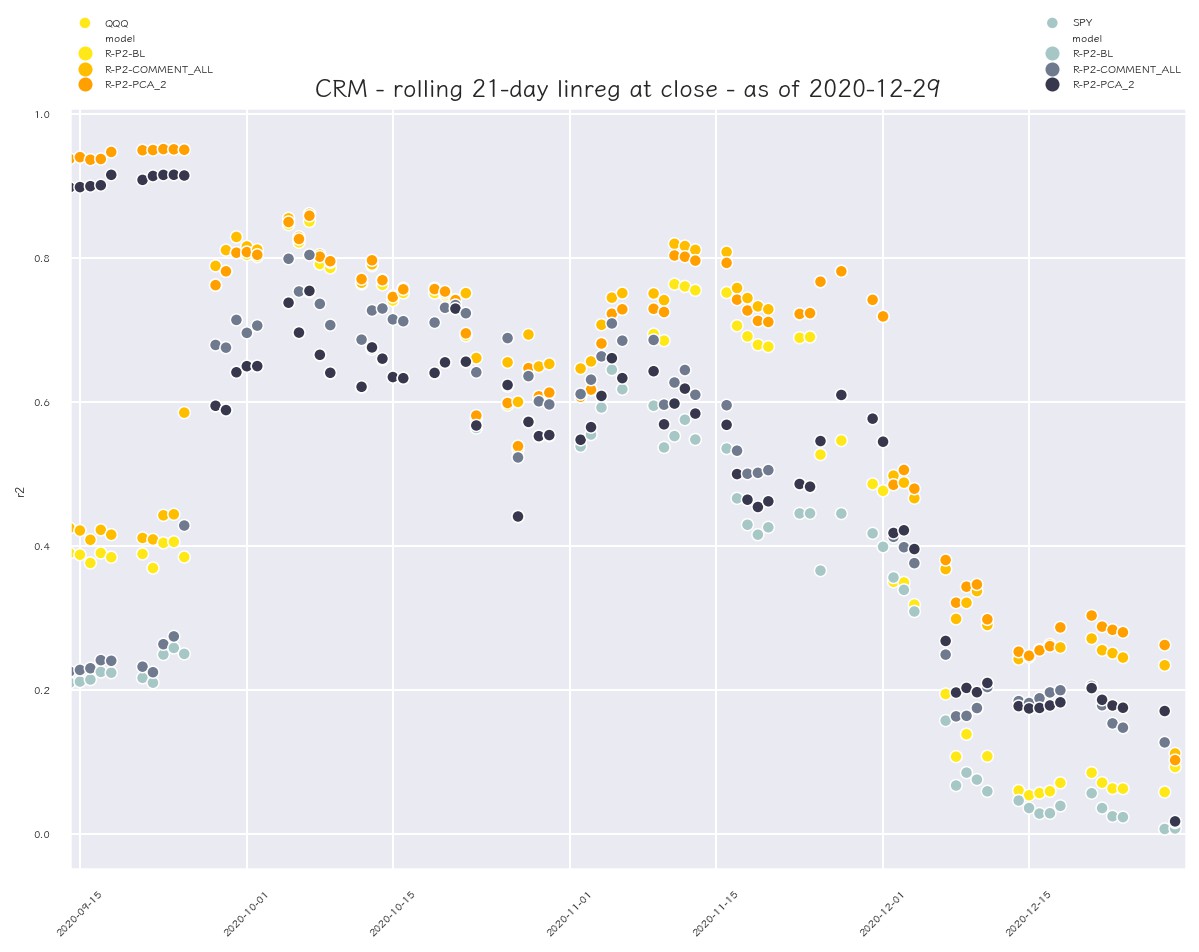 QQQ
model
R-P2-BL
R-P2-COMMENT_ALL
R-P2-PCA_2
SPY
model
R-P2-BL
R-P2-COMMENT_ALL
R-P2-PCA_2
CRM - rolling 21-day linreg at close - as of 2020-12-29
1.0
0.8
0.6
r2
0.4
0.2
0.0
2020-09-15
2020-10-01
2020-10-15
2020-11-01
2020-11-15
2020-12-01
2020-12-15